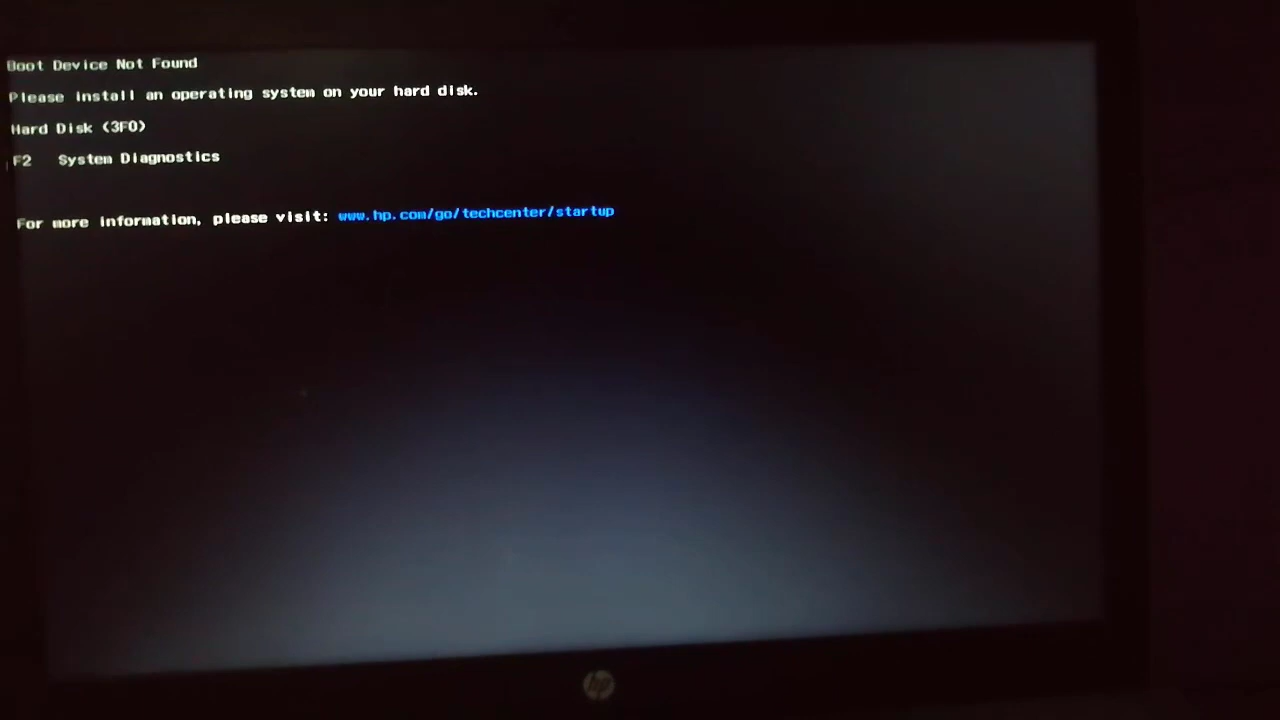 Boot Device Not Found
Please install an operating system on your hard disk.
Hard Disk (3F0)
F2 System Diagnostics
For more information, please visit: www.hp.com/go/techcenter/startup
hp